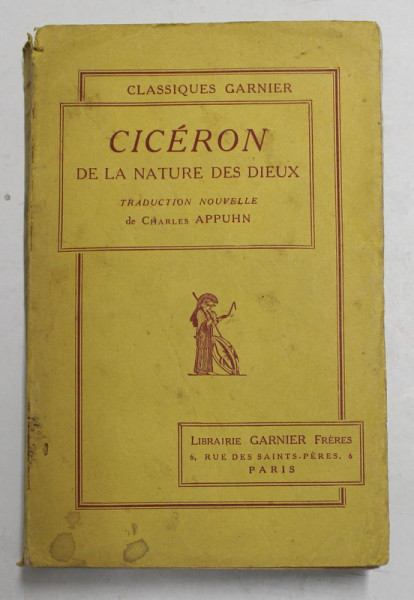 CLASSIQUES GARNIER
CICÉRON
DE LA NATURE DES DIEUX
TRADUCTION NOUVELLE
de CHARLES APPUHN
LIBRAIRIE GARNIER FRÈRES
6, RUE DES SAINTS-PÈRES, 6
PARIS